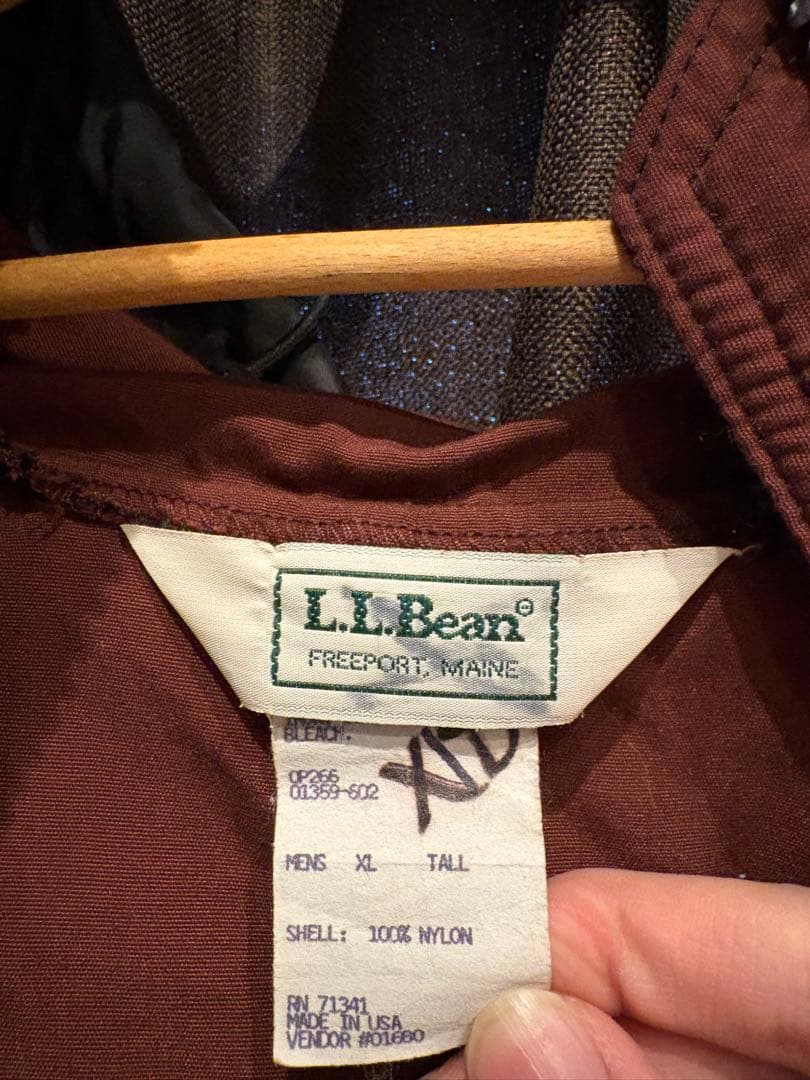 L.L.Bean®
FREEPORT, MAINE
BLEACH.
OP266
01359-602
MENS XL TALL
SHELL: 100% NYLON
RN 71341
MADE IN USA
VENDOR #01660